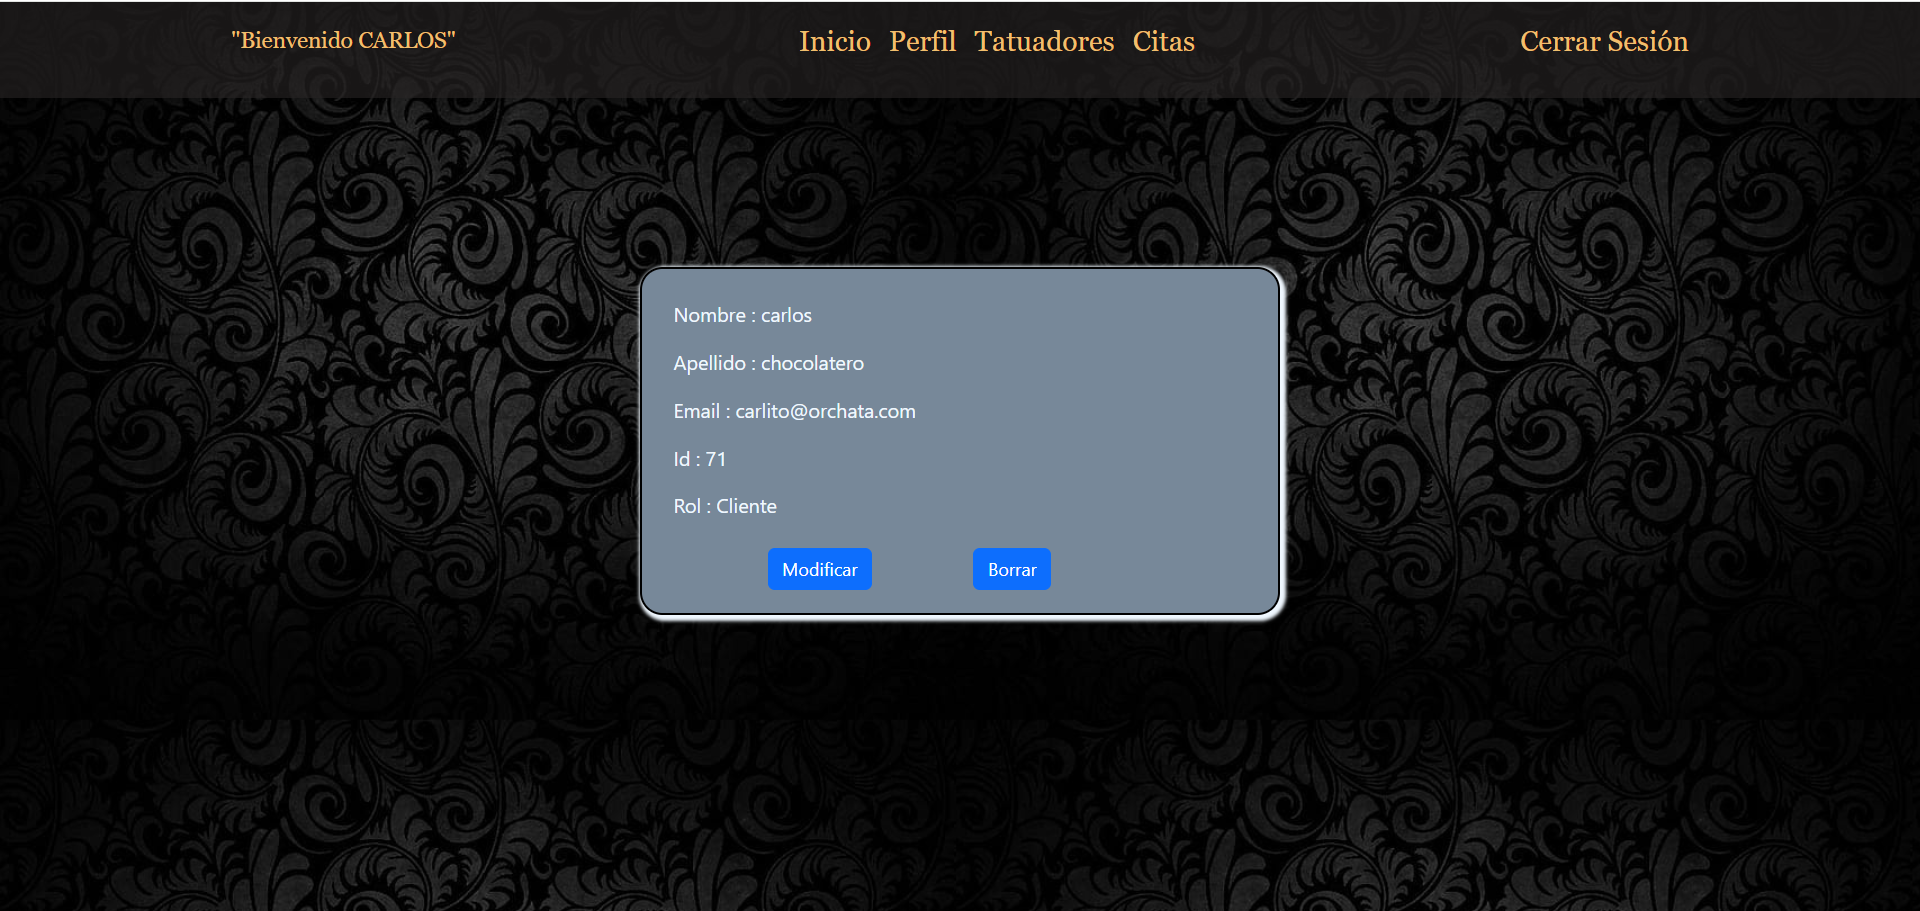 "Bienvenido CARLOS" Inicio Perfil Tatuadores Citas Cerrar Sesión
Nombre : carlos
Apellido : chocolatero
Email : carlito@orchata.com
Id : 71
Rol : Cliente
Modificar Borrar